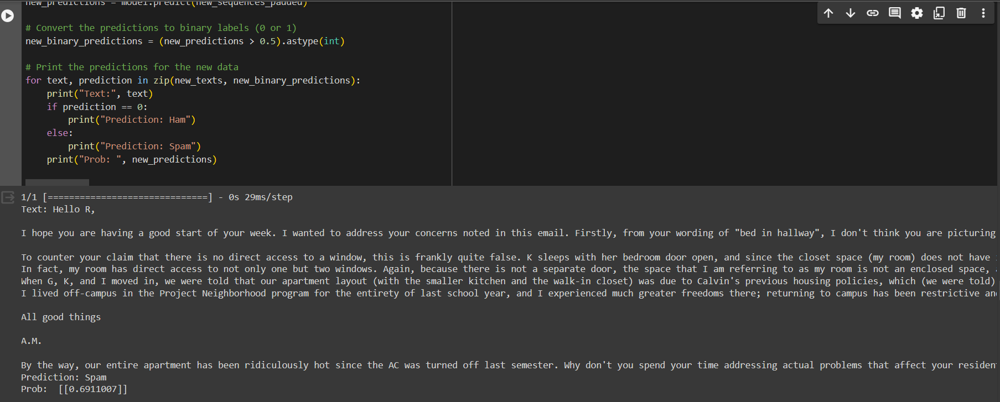 new_predictions = model.predict(new_sequences_padded)
# Convert the predictions to binary labels (0 or 1)
new_binary_predictions = (new_predictions > 0.5).astype(int)
# Print the predictions for the new data
for text, prediction in zip(new_texts, new_binary_predictions):
    print("Text:", text)
    if prediction == 0:
        print("Prediction: Ham")
    else:
        print("Prediction: Spam")
    print("Prob: ", new_predictions)
1/1 [==============================] - 0s 29ms/step
Text: Hello R,
I hope you are having a good start of your week. I wanted to address your concerns noted in this email. Firstly, from your wording of "bed in hallway", I don't think you are picturing
To counter your claim that there is no direct access to a window, this is frankly quite false. K sleeps with her bedroom door open, and since the closet space (my room) does not have
In fact, my room has direct access to not only one but two windows. Again, because there is not a separate door, the space that I am referring to as my room is not an enclosed space,
When G, K, and I moved in, we were told that our apartment layout (with the smaller kitchen and the walk-in closet) was due to Calvin's previous housing policies, which (we were told)
I lived off-campus in the Project Neighborhood program for the entirety of last school year, and I experienced much greater freedoms there; returning to campus has been restrictive and
All good things
A.M.
By the way, our entire apartment has been ridiculously hot since the AC was turned off last semester. Why don't you spend your time addressing actual problems that affect your residen
Prediction: Spam
Prob:  [[0.6911007]]